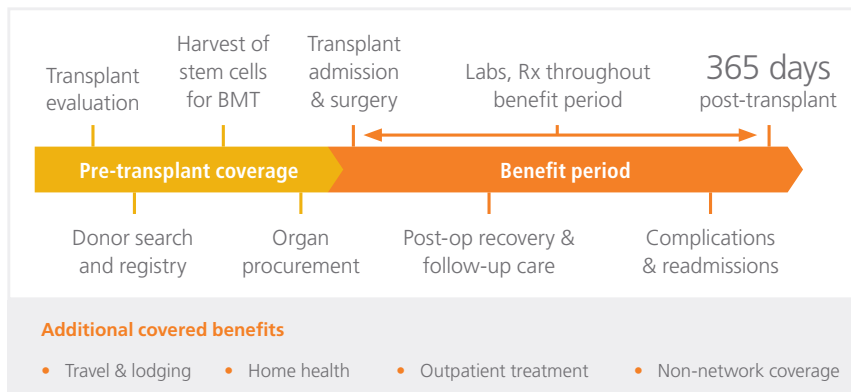 Transplant
evaluation
Harvest of
stem cells
for BMT
Transplant
admission
& surgery
Labs, Rx throughout
benefit period
365 days
post-transplant
Pre-transplant coverage
Benefit period
Donor search
and registry
Organ
procurement
Post-op recovery &
follow-up care
Complications
& readmissions
Additional covered benefits
• Travel & lodging
• Home health
• Outpatient treatment
• Non-network coverage